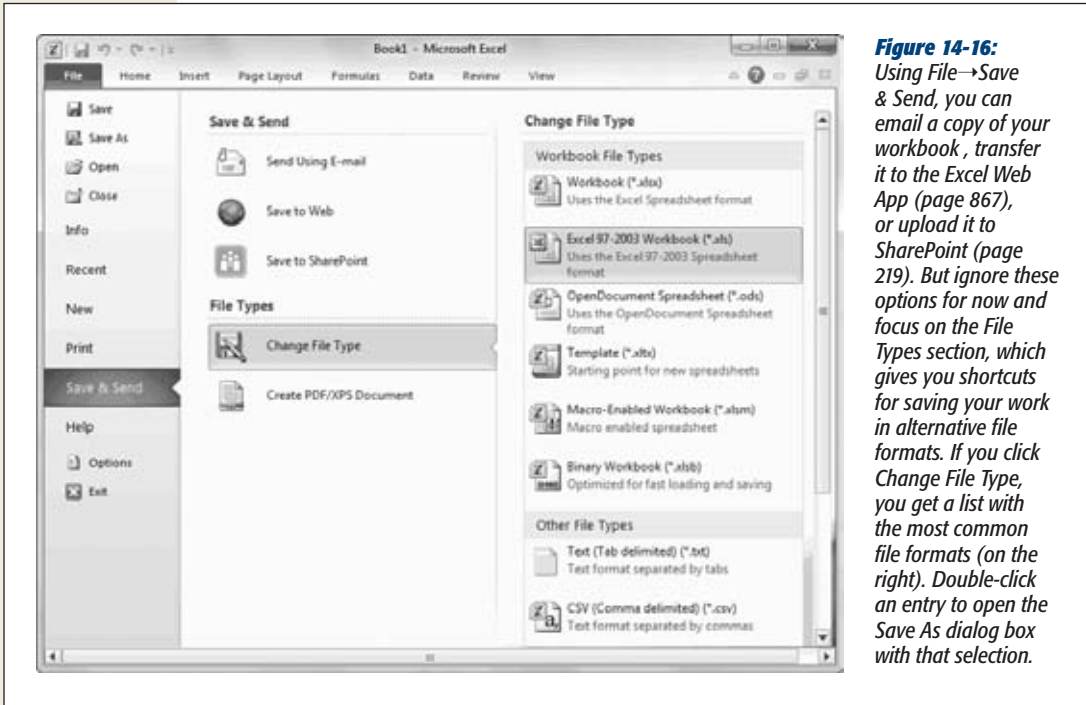 Book1 - Microsoft Excel
File Home Insert Page Layout Formulas Data Review View
Save
Save As
Open
Close
Info
Recent
New
Print
Save & Send
Help
Options
Exit
Save & Send
Send Using E-mail
Save to Web
Save to SharePoint
File Types
Change File Type
Create PDF/XPS Document
Change File Type
Workbook File Types
Workbook (*.xlsx)
Uses the Excel Spreadsheet format
Excel 97-2003 Workbook (*.xls)
Uses the Excel 97-2003 Spreadsheet
format
OpenDocument Spreadsheet (*.ods)
Uses the OpenDocument Spreadsheet
format
Template (*.xltx)
Starting point for new spreadsheets
Macro-Enabled Workbook (*.xlsm)
Macro enabled spreadsheet
Binary Workbook (*.xlsb)
Optimized for fast loading and saving
Other File Types
Text (Tab delimited) (*.txt)
Text format separated by tabs
CSV (Comma delimited) (*.csv)
Text format separated by commas
Figure 14-16:
Using File→Save
& Send, you can
email a copy of your
workbook , transfer
it to the Excel Web
App (page 867),
or upload it to
SharePoint (page
219). But ignore these
options for now and
focus on the File
Types section, which
gives you shortcuts
for saving your work
in alternative file
formats. If you click
Change File Type,
you get a list with
the most common
file formats (on the
right). Double-click
an entry to open the
Save As dialog box
with that selection.